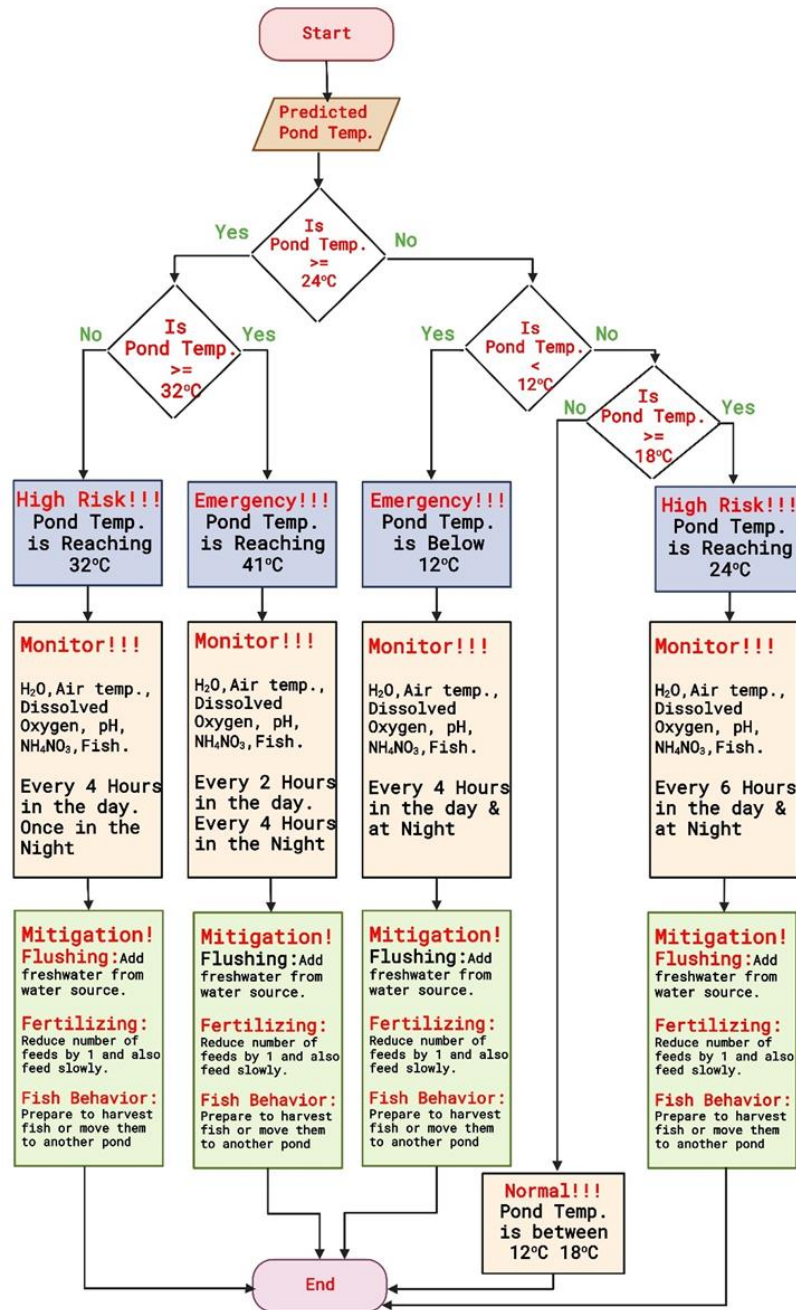 Start
Predicted
Pond Temp.
Is
Pond Temp.
>=
24°C
Yes
No
Is
Pond Temp.
>=
32°C
No
Yes
Is
Pond Temp.
<
12°C
Yes
No
Is
Pond Temp.
>=
18°C
No
Yes
High Risk!!!
Pond Temp.
is Reaching
32°C
Emergency!!!
Pond Temp.
is Reaching
41°C
Emergency!!!
Pond Temp.
is Below
12°C
High Risk!!!
Pond Temp.
is Reaching
24°C
Monitor!!!
H₂O,Air temp.,
Dissolved
Oxygen, pH,
NH₄NO₃,Fish.
Every 4 Hours
in the day.
Once in the
Night
Monitor!!!
H₂O,Air temp.,
Dissolved
Oxygen, pH,
NH₄NO₃,Fish.
Every 2 Hours
in the day.
Every 4 Hours
in the Night
Monitor!!!
H₂O,Air temp.,
Dissolved
Oxygen, pH,
NH₄NO₃,Fish.
Every 4 Hours
in the day &
at Night
Monitor!!!
H₂O,Air temp.,
Dissolved
Oxygen, pH,
NH₄NO₃,Fish.
Every 6 Hours
in the day &
at Night
Mitigation!
Flushing:Add
freshwater from
water source.
Fertilizing:
Reduce number of
feeds by 1 and also
feed slowly.
Fish Behavior:
Prepare to harvest
fish or move them
to another pond
Mitigation!
Flushing:Add
freshwater from
water source.
Fertilizing:
Reduce number of
feeds by 1 and also
feed slowly.
Fish Behavior:
Prepare to harvest
fish or move them
to another pond
Mitigation!
Flushing:Add
freshwater from
water source.
Fertilizing:
Reduce number of
feeds by 1 and also
feed slowly.
Fish Behavior:
Prepare to harvest
fish or move them
to another pond
Mitigation!
Flushing:Add
freshwater from
water source.
Fertilizing:
Reduce number of
feeds by 1 and also
feed slowly.
Fish Behavior:
Prepare to harvest
fish or move them
to another pond
Normal!!!
Pond Temp.
is between
12°C 18°C
End